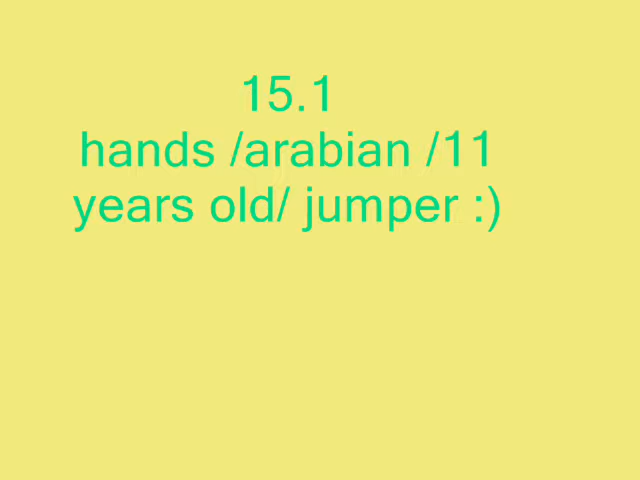 15.1
hands /arabian /11
years old/ jumper :)